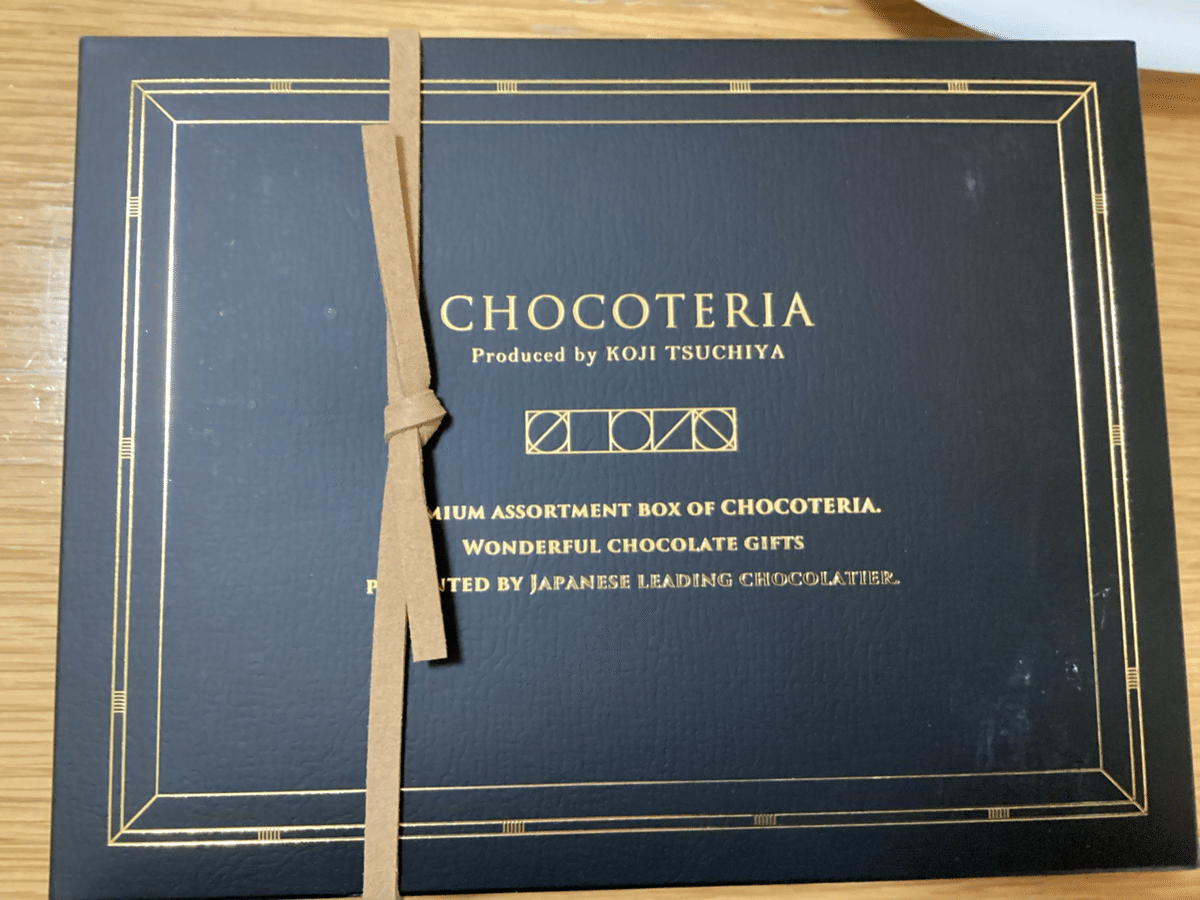 CHOCOTERIA
Produced by KOJI TSUCHIYA
ASSORTMENT BOX OF CHOCOTERIA.
WONDERFUL CHOCOLATE GIFTS
BY JAPANESE LEADING CHOCOLATIER.